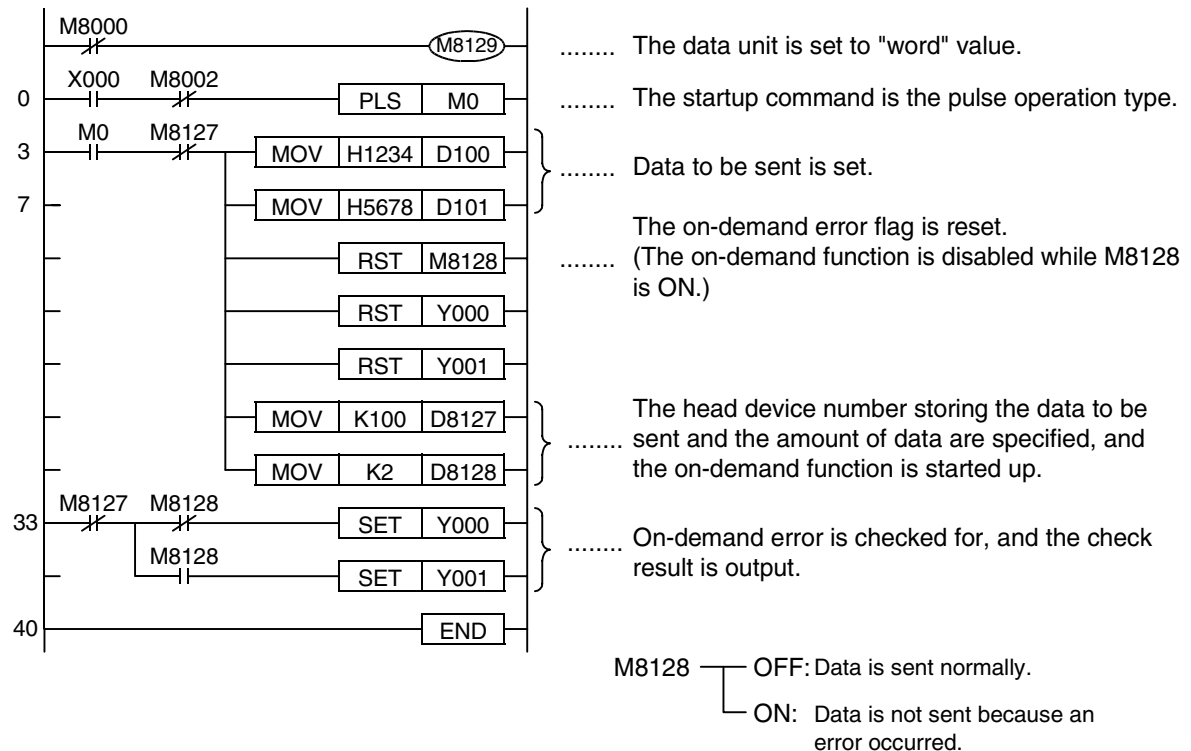 M8000
M8129 ........ The data unit is set to "word" value.
X000 M8002
0 PLS M0 ........ The startup command is the pulse operation type.
M0 M8127
3 MOV H1234 D100
........ Data to be sent is set.
7 MOV H5678 D101
The on-demand error flag is reset.
RST M8128 ........ (The on-demand function is disabled while M8128
is ON.)
RST Y000
RST Y001
MOV K100 D8127 The head device number storing the data to be
........ sent and the amount of data are specified, and
MOV K2 D8128 the on-demand function is started up.
M8127 M8128
33 SET Y000
........ On-demand error is checked for, and the check
M8128 result is output.
SET Y001
40 END
M8128 OFF: Data is sent normally.
ON: Data is not sent because an
error occurred.